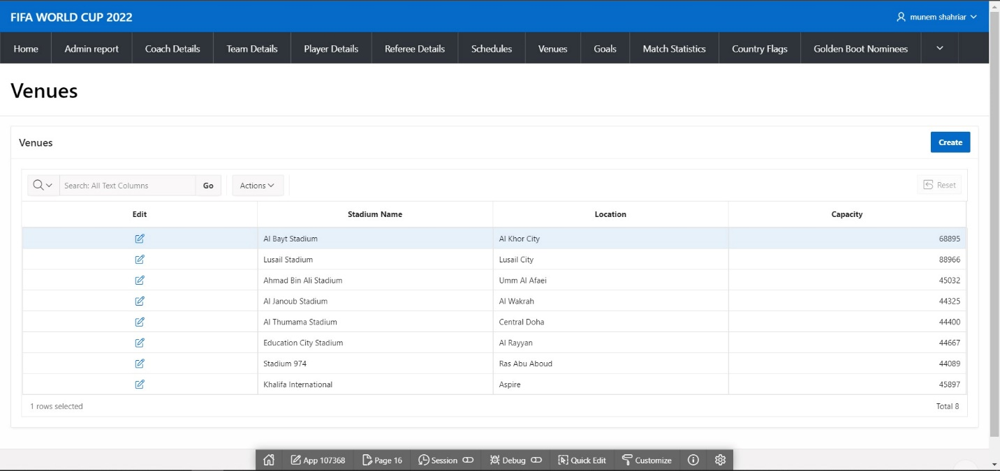 FIFA WORLD CUP 2022 munem shahriar
Home Admin report Coach Details Team Details Player Details Referee Details Schedules Venues Goals Match Statistics Country Flags Golden Boot Nominees
Venues
Venues Create
Search: All Text Columns Go Actions Reset
Edit Stadium Name Location Capacity
Al Bayt Stadium Al Khor City 68895
Lusail Stadium Lusail City 88966
Ahmad Bin Ali Stadium Umm Al Afaei 45032
Al Janoub Stadium Al Wakrah 44325
Al Thumama Stadium Central Doha 44400
Education City Stadium Al Rayyan 44667
Stadium 974 Ras Abu Aboud 44089
Khalifa International Aspire 45897
1 rows selected Total 8
App 107368 Page 16 Session Debug Quick Edit Customize